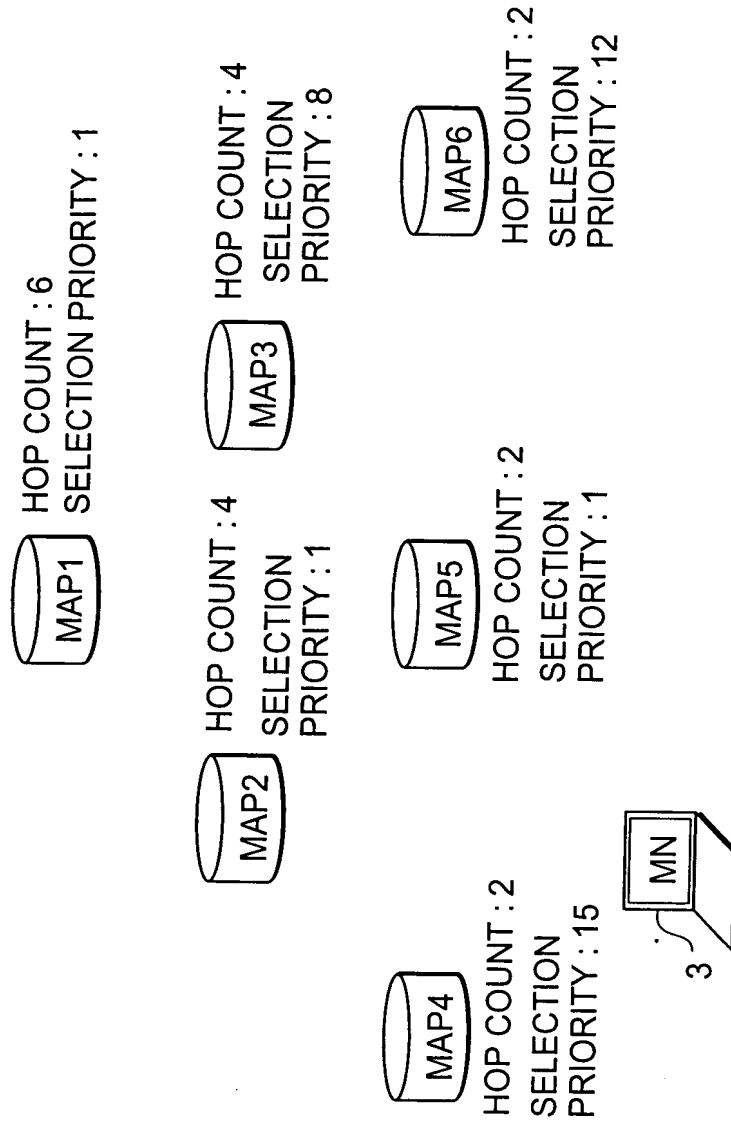 MAP1
HOP COUNT : 6
SELECTION PRIORITY : 1
MAP2
HOP COUNT : 4
SELECTION
PRIORITY : 1
MAP3
HOP COUNT : 4
SELECTION
PRIORITY : 8
MAP4
HOP COUNT : 2
SELECTION
PRIORITY : 15
MAP5
HOP COUNT : 2
SELECTION
PRIORITY : 1
MAP6
HOP COUNT : 2
SELECTION
PRIORITY : 12
MN
3